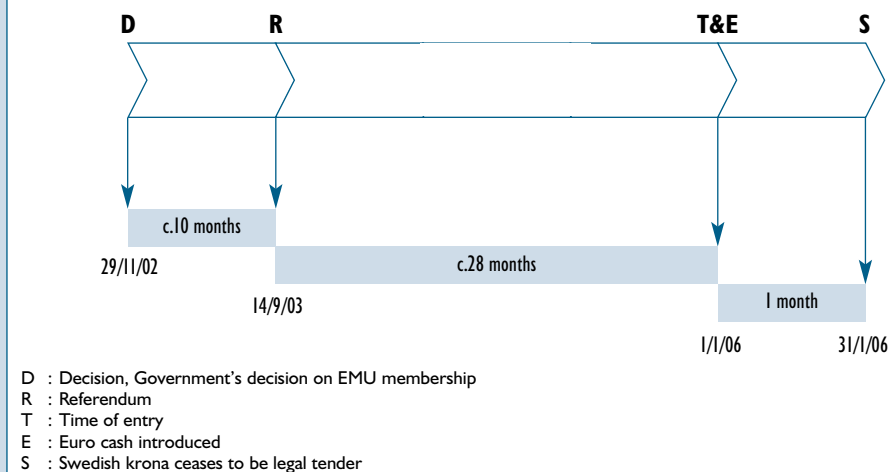 D R T&E S
c.10 months
29/11/02
c.28 months
14/9/03
1 month
1/1/06 31/1/06
D : Decision, Government's decision on EMU membership
R : Referendum
T : Time of entry
E : Euro cash introduced
S : Swedish krona ceases to be legal tender